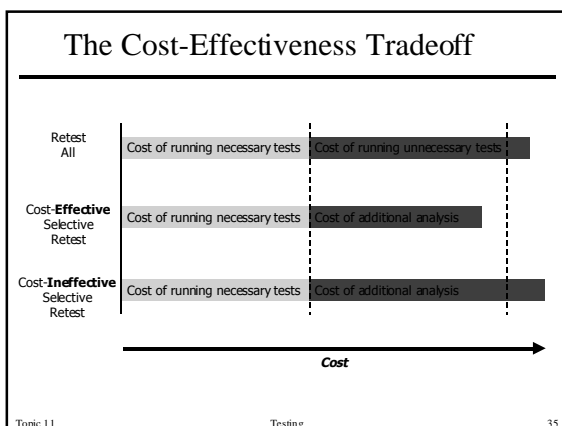 The Cost-Effectiveness Tradeoff
Retest
All
Cost of running necessary tests
Cost of running unnecessary tests
Cost-Effective
Selective
Retest
Cost of running necessary tests
Cost of additional analysis
Cost-Ineffective
Selective
Retest
Cost of running necessary tests
Cost of additional analysis
Cost
Topic 11
Testing
35